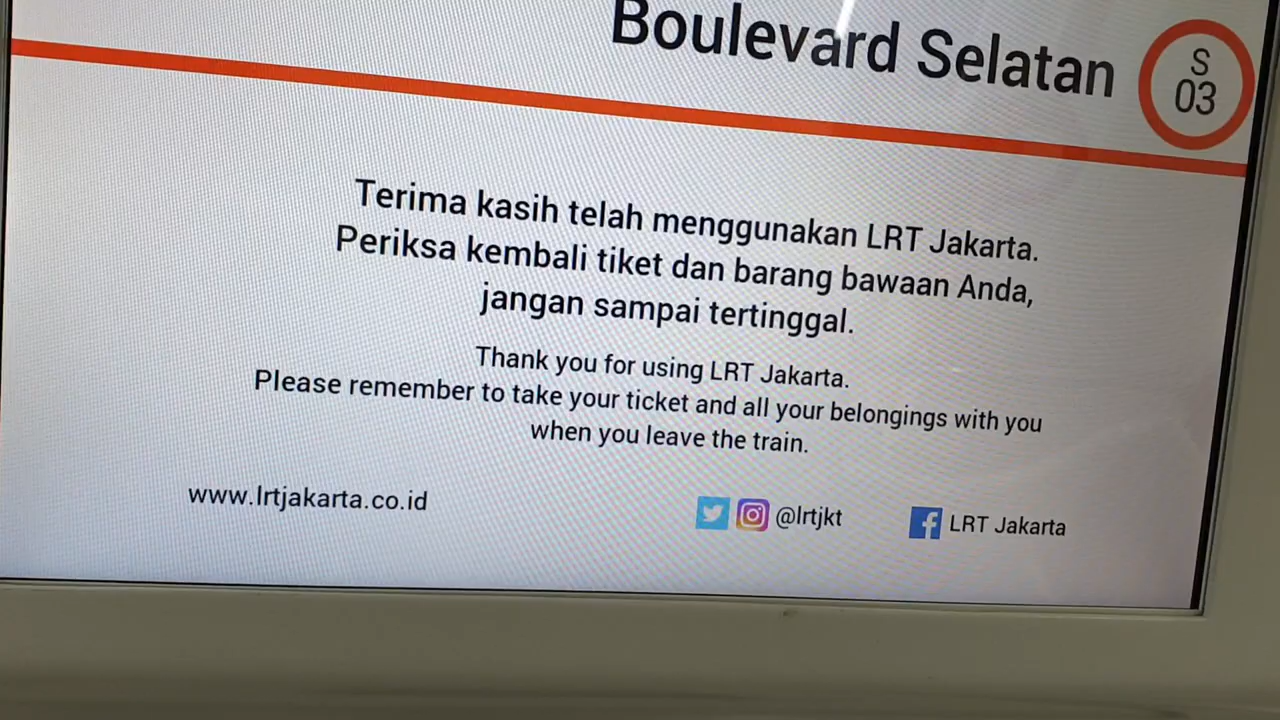 Boulevard Selatan
S
03
Terima kasih telah menggunakan LRT Jakarta.
Periksa kembali tiket dan barang bawaan Anda,
jangan sampai tertinggal.
Thank you for using LRT Jakarta.
Please remember to take your ticket and all your belongings with you
when you leave the train.
www.lrtjakarta.co.id
@lrtjkt
LRT Jakarta